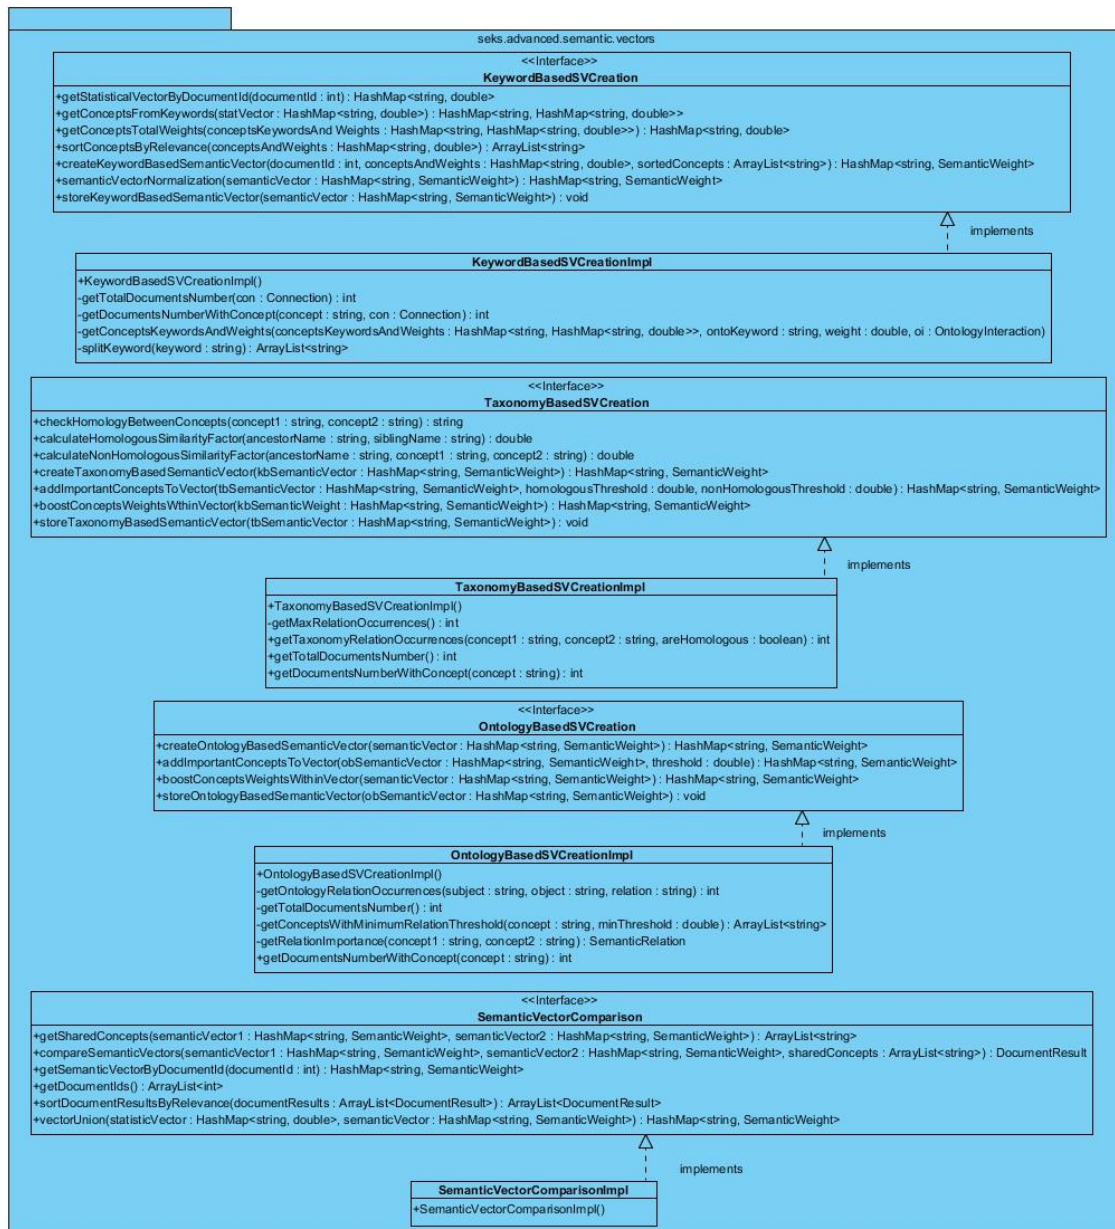 seks.advanced.semantic.vectors
<<Interface>>
KeywordBasedSVCreation
+getStatisticalVectorByDocumentId(documentId : int) : HashMap<string, double>
+getConceptsFromKeywords(statVector : HashMap<string, double>) : HashMap<string, HashMap<string, double>>
+getConceptsTotalWeights(conceptsKeywordsAnd Weights : HashMap<string, HashMap<string, double>>) : HashMap<string, double>
+sortConceptsByRelevance(conceptsAndWeights : HashMap<string, double>) : ArrayList<string>
+createKeywordBasedSemanticVector(documentId : int, conceptsAndWeights : HashMap<string, double>, sortedConcepts : ArrayList<string>) : HashMap<string, SemanticWeight>
+semanticVectorNormalization(semanticVector : HashMap<string, SemanticWeight>) : HashMap<string, SemanticWeight>
+storeKeywordBasedSemanticVector(semanticVector : HashMap<string, SemanticWeight>) : void
implements
KeywordBasedSVCreationImpl
+KeywordBasedSVCreationImpl()
-getTotalDocumentsNumber(con : Connection) : int
-getDocumentsNumberWithConcept(concept : string, con : Connection) : int
-getConceptsKeywordsAndWeights(conceptsKeywordsAndWeights : HashMap<string, HashMap<string, double>>, ontoKeyword : string, weight : double, oi : OntologyInteraction)
-splitKeyword(keyword : string) : ArrayList<string>
<<Interface>>
TaxonomyBasedSVCreation
+checkHomologyBetweenConcepts(concept1 : string, concept2 : string) : string
+calculateHomologousSimilarityFactor(ancestorName : string, siblingName : string) : double
+calculateNonHomologousSimilarityFactor(ancestorName : string, concept1 : string, concept2 : string) : double
+createTaxonomyBasedSemanticVector(kbSemanticVector : HashMap<string, SemanticWeight>) : HashMap<string, SemanticWeight>
+addImportantConceptsToVector(tbSemanticVector : HashMap<string, SemanticWeight>, homologousThreshold : double, nonHomologousThreshold : double) : HashMap<string, SemanticWeight>
+boostConceptsWeightsWthinVector(kbSemanticWeight : HashMap<string, SemanticWeight>) : HashMap<string, SemanticWeight>
+storeTaxonomyBasedSemanticVector(tbSemanticVector : HashMap<string, SemanticWeight>) : void
implements
TaxonomyBasedSVCreationImpl
+TaxonomyBasedSVCreationImpl()
-getMaxRelationOccurrences() : int
+getTaxonomyRelationOccurrences(concept1 : string, concept2 : string, areHomologous : boolean) : int
+getTotalDocumentsNumber() : int
+getDocumentsNumberWithConcept(concept : string) : int
<<Interface>>
OntologyBasedSVCreation
+createOntologyBasedSemanticVector(semanticVector : HashMap<string, SemanticWeight>) : HashMap<string, SemanticWeight>
+addImportantConceptsToVector(obSemanticVector : HashMap<string, SemanticWeight>, threshold : double) : HashMap<string, SemanticWeight>
+boostConceptsWeightsWithinVector(semanticVector : HashMap<string, SemanticWeight>) : HashMap<string, SemanticWeight>
+storeOntologyBasedSemanticVector(obSemanticVector : HashMap<string, SemanticWeight>) : void
implements
OntologyBasedSVCreationImpl
+OntologyBasedSVCreationImpl()
-getOntologyRelationOccurrences(subject : string, object : string, relation : string) : int
-getTotalDocumentsNumber() : int
-getConceptsWithMinimumRelationThreshold(concept : string, minThreshold : double) : ArrayList<string>
-getRelationImportance(concept1 : string, concept2 : string) : SemanticRelation
+getDocumentsNumberWithConcept(concept : string) : int
<<Interface>>
SemanticVectorComparison
+getSharedConcepts(semanticVector1 : HashMap<string, SemanticWeight>, semanticVector2 : HashMap<string, SemanticWeight>) : ArrayList<string>
+compareSemanticVectors(semanticVector1 : HashMap<string, SemanticWeight>, semanticVector2 : HashMap<string, SemanticWeight>, sharedConcepts : ArrayList<string>) : DocumentResult
+getSemanticVectorByDocumentId(documentId : int) : HashMap<string, SemanticWeight>
+getDocumentIds() : ArrayList<int>
+sortDocumentResultsByRelevance(documentResults : ArrayList<DocumentResult>) : ArrayList<DocumentResult>
+vectorUnion(statisticVector : HashMap<string, double>, semanticVector : HashMap<string, SemanticWeight>) : HashMap<string, SemanticWeight>
implements
SemanticVectorComparisonImpl
+SemanticVectorComparisonImpl()